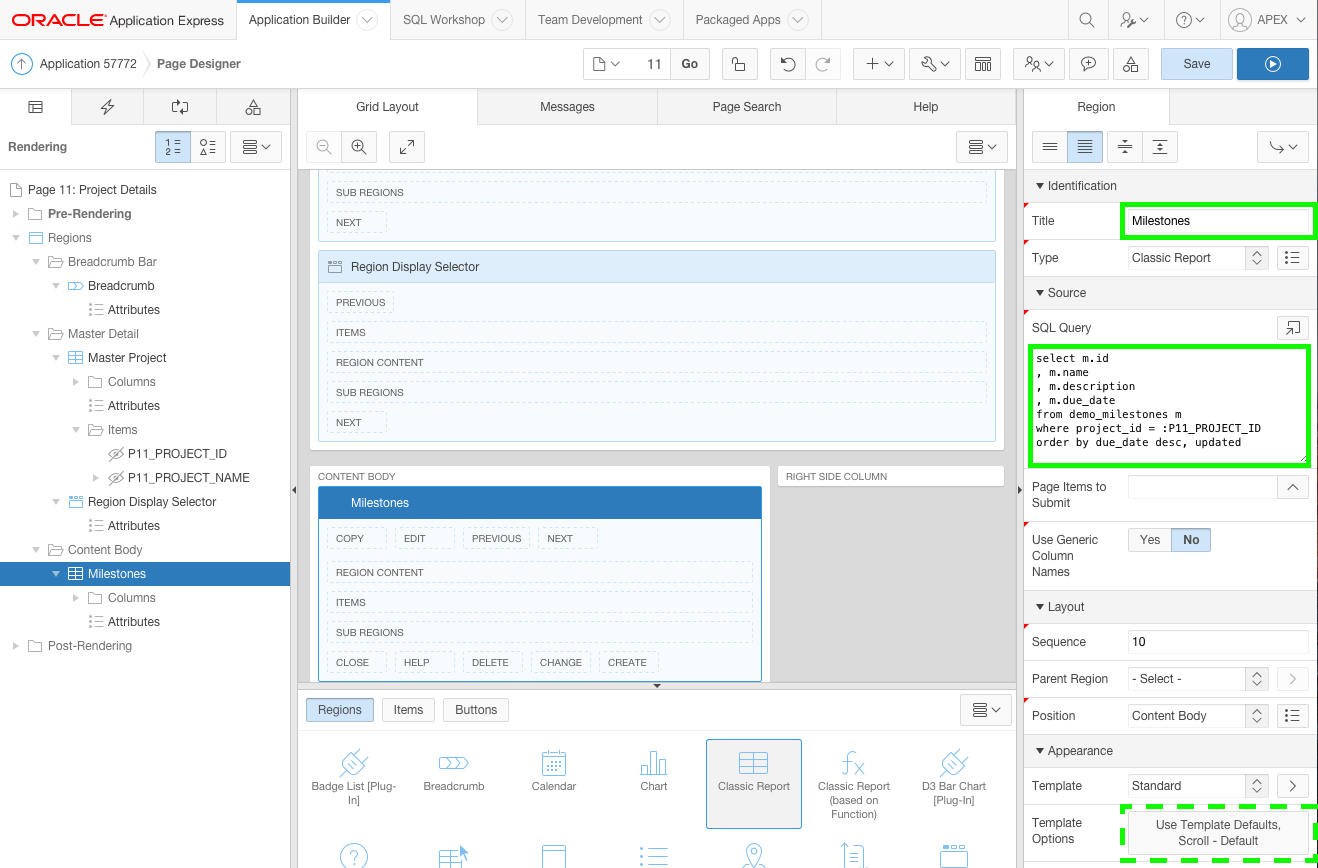 ORACLE Application Express
Application Builder
SQL Workshop
Team Development
Packaged Apps
APEX
Application 57772
Page Designer
11
Go
Save
Rendering
1
2
Page 11: Project Details
Pre-Rendering
Regions
Breadcrumb Bar
Breadcrumb
Attributes
Master Detail
Master Project
Columns
Attributes
Items
P11_PROJECT_ID
P11_PROJECT_NAME
Region Display Selector
Attributes
Content Body
Milestones
Columns
Attributes
Post-Rendering
Grid Layout
Messages
Page Search
Help
SUB REGIONS
NEXT
Region Display Selector
PREVIOUS
ITEMS
REGION CONTENT
SUB REGIONS
NEXT
CONTENT BODY
RIGHT SIDE COLUMN
Milestones
COPY
EDIT
PREVIOUS
NEXT
REGION CONTENT
ITEMS
SUB REGIONS
CLOSE
HELP
DELETE
CHANGE
CREATE
Regions
Items
Buttons
Badge List [Plug-
In]
Breadcrumb
Calendar
Chart
Classic Report
Classic Report
(based on
Function)
D3 Bar Chart
[Plug-In]
Region
Identification
Title
Milestones
Type
Classic Report
Source
SQL Query
select m.id
, m.name
, m.description
, m.due_date
from demo_milestones m
where project_id = :P11_PROJECT_ID
order by due_date desc, updated
Page Items to
Submit
Use Generic
Column
Names
Yes
No
Layout
Sequence
10
Parent Region
- Select -
Position
Content Body
Appearance
Template
Standard
Template
Options
Use Template Defaults,
Scroll - Default